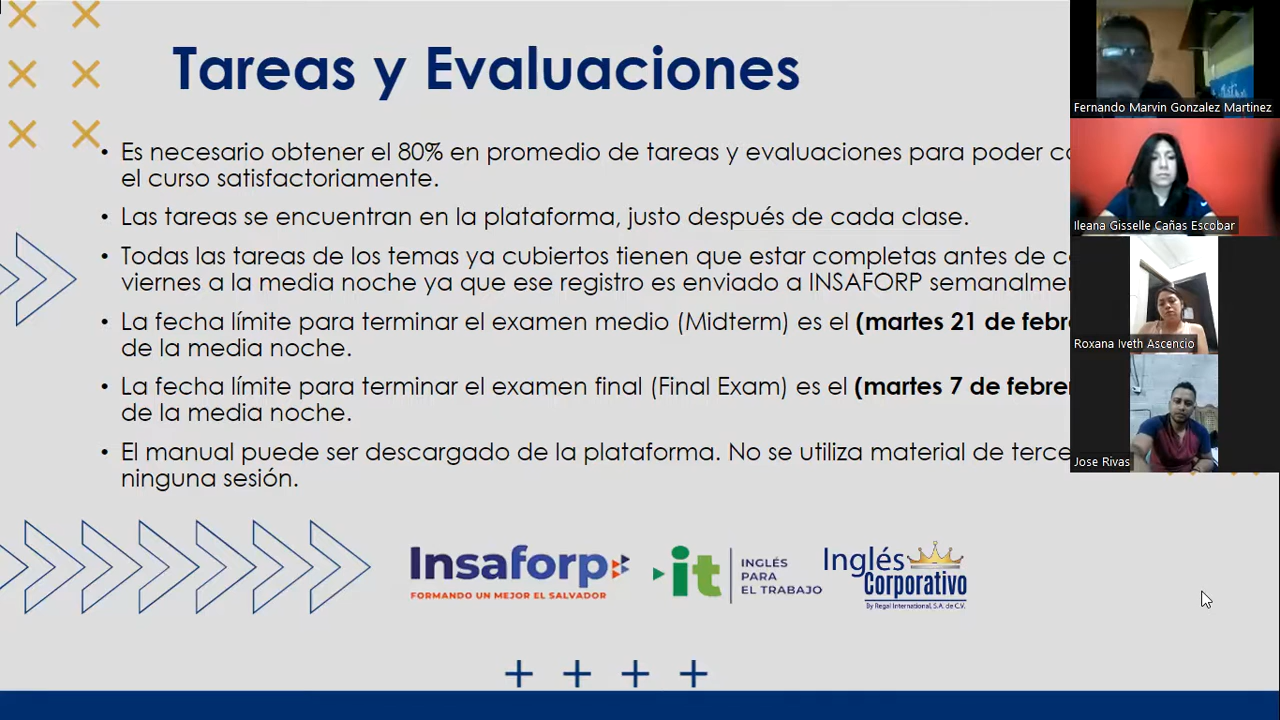 Tareas y Evaluaciones
• Es necesario obtener el 80% en promedio de tareas y evaluaciones para poder
el curso satisfactoriamente.
• Las tareas se encuentran en la plataforma, justo después de cada clase.
• Todas las tareas de los temas ya cubiertos tienen que estar completas antes de
viernes a la media noche ya que ese registro es enviado a INSAFORP
• La fecha límite para terminar el examen medio (Midterm) es el (martes 21 de
de la media noche.
• La fecha límite para terminar el examen final (Final Exam) es el (martes 7 de
de la media noche.
• El manual puede ser descargado de la plataforma. No se utiliza material de
ninguna sesión.
Insaforp
FORMANDO UN MEJOR EL SALVADOR
it
INGLÉS
PARA
EL TRABAJO
Inglés
Corporativo
By Regal International, S.A. de C.V.
Fernando Marvin Gonzalez Martinez
Ileana Gisselle Cañas Escobar
Roxana Iveth Ascencio
Jose Rivas